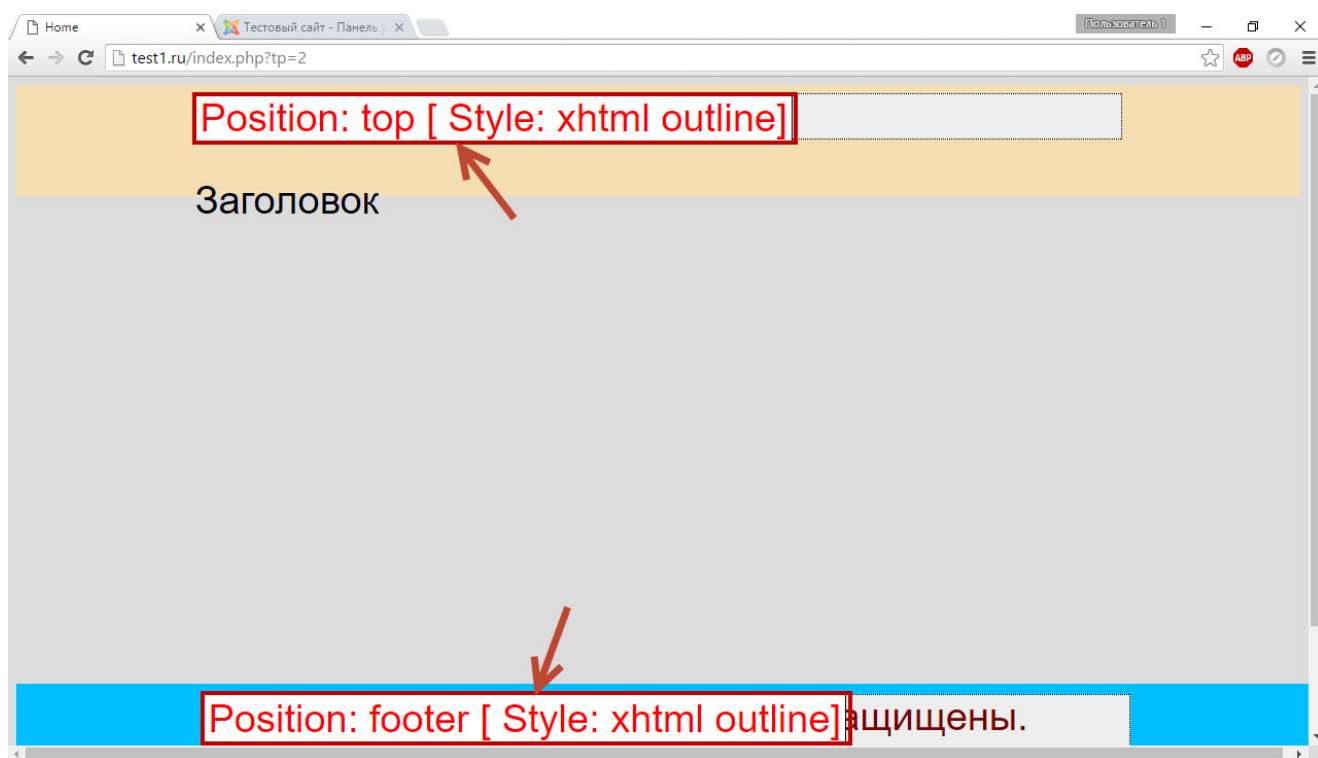 Home
Тестовый сайт - Панель
Пользователь 1
test1.ru/index.php?tp=2
ABP
Position: top [ Style: xhtml outline]
Заголовок
Position: footer [ Style: xhtml outline]
ащищены.